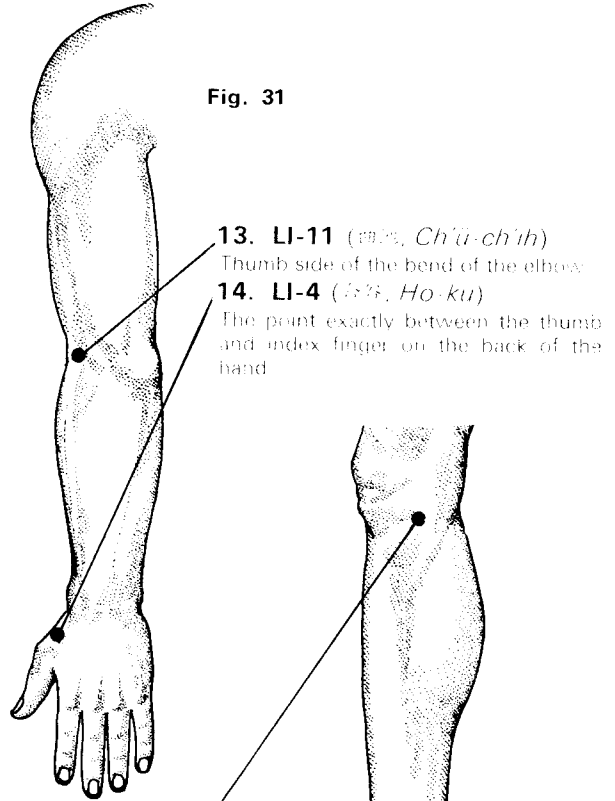 Fig. 31
13. LI-11 (, Ch'ü-ch'ih)
Thumb side of the bend of the elbow
14. LI-4 (, Ho-ku)
The point exactly between the thumb
and index finger on the back of the
hand